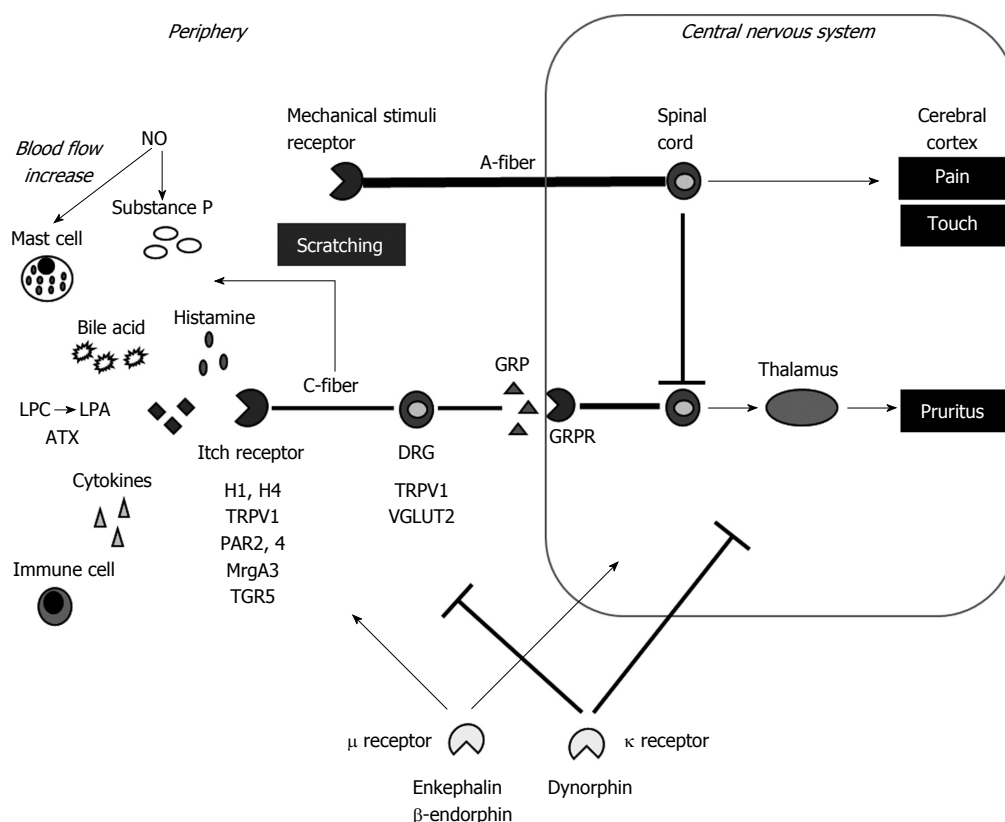 Periphery
Central nervous system
Mechanical stimuli
receptor
Spinal
cord
Cerebral
cortex
Blood flow
increase
NO
A-fiber
Pain
Substance P
Touch
Mast cell
Scratching
Bile acid
Histamine
GRP
Thalamus
C-fiber
LPC → LPA
ATX
Pruritus
Itch receptor
DRG
GRPR
H1, H4
TRPV1
PAR2, 4
MrgA3
TGR5
TRPV1
VGLUT2
Cytokines
Immune cell
μ receptor
κ receptor
Enkephalin
β-endorphin
Dynorphin